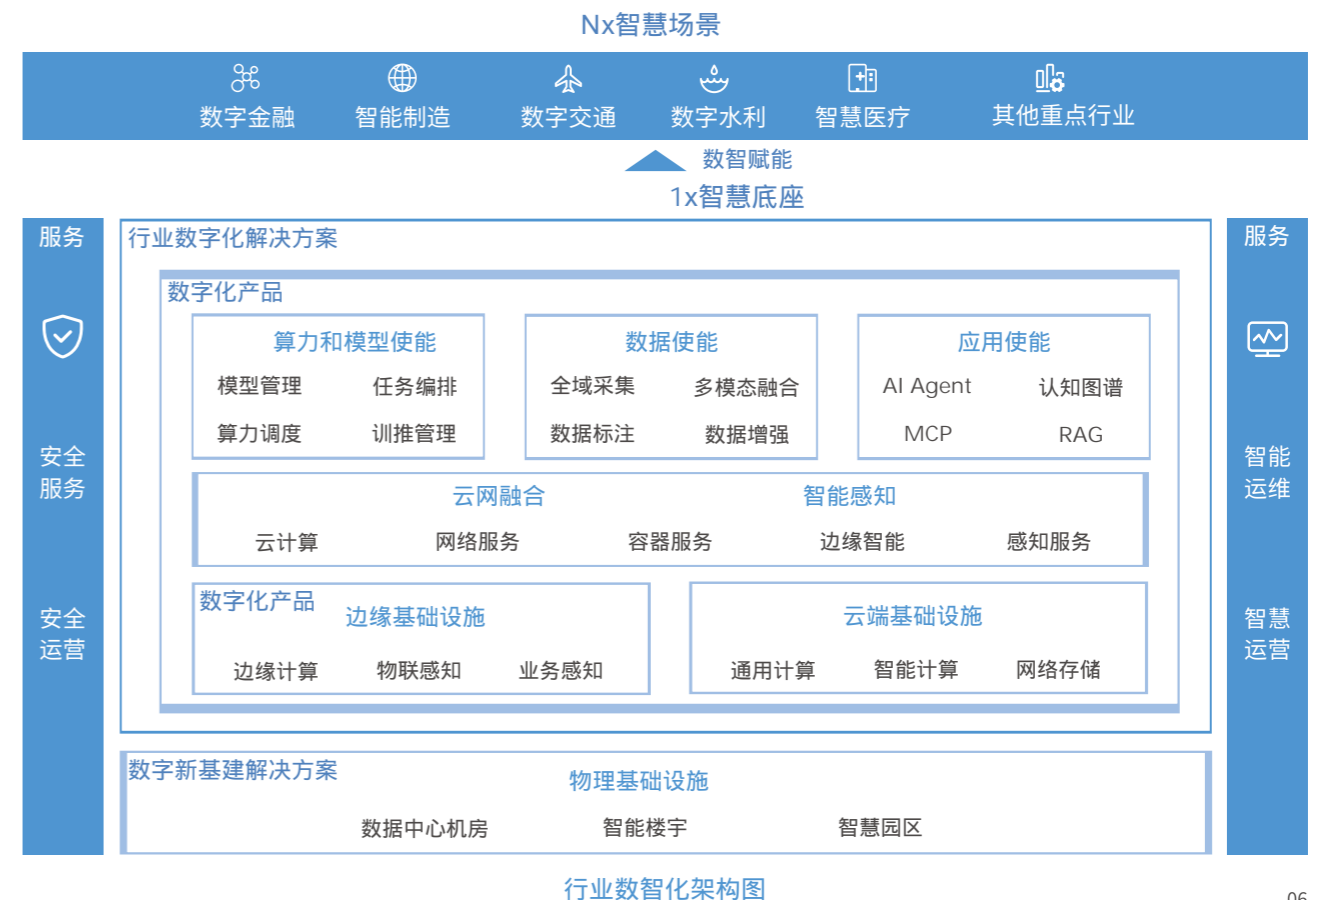 Nx智慧场景
数字金融 智能制造 数字交通 数字水利 智慧医疗 其他重点行业
数智赋能
1x智慧底座
服务
安全
服务
安全
运营
行业数字化解决方案
数字化产品
算力和模型使能
模型管理 任务编排
算力调度 训推管理
数据使能
全域采集 多模态融合
数据标注 数据增强
应用使能
AI Agent 认知图谱
MCP RAG
云网融合 智能感知
云计算 网络服务 容器服务 边缘智能 感知服务
数字化产品
边缘基础设施
边缘计算 物联感知 业务感知
云端基础设施
通用计算 智能计算 网络存储
数字新基建解决方案
物理基础设施
数据中心机房 智能楼宇 智慧园区
服务
智能
运维
智慧
运营
行业数智化架构图
06